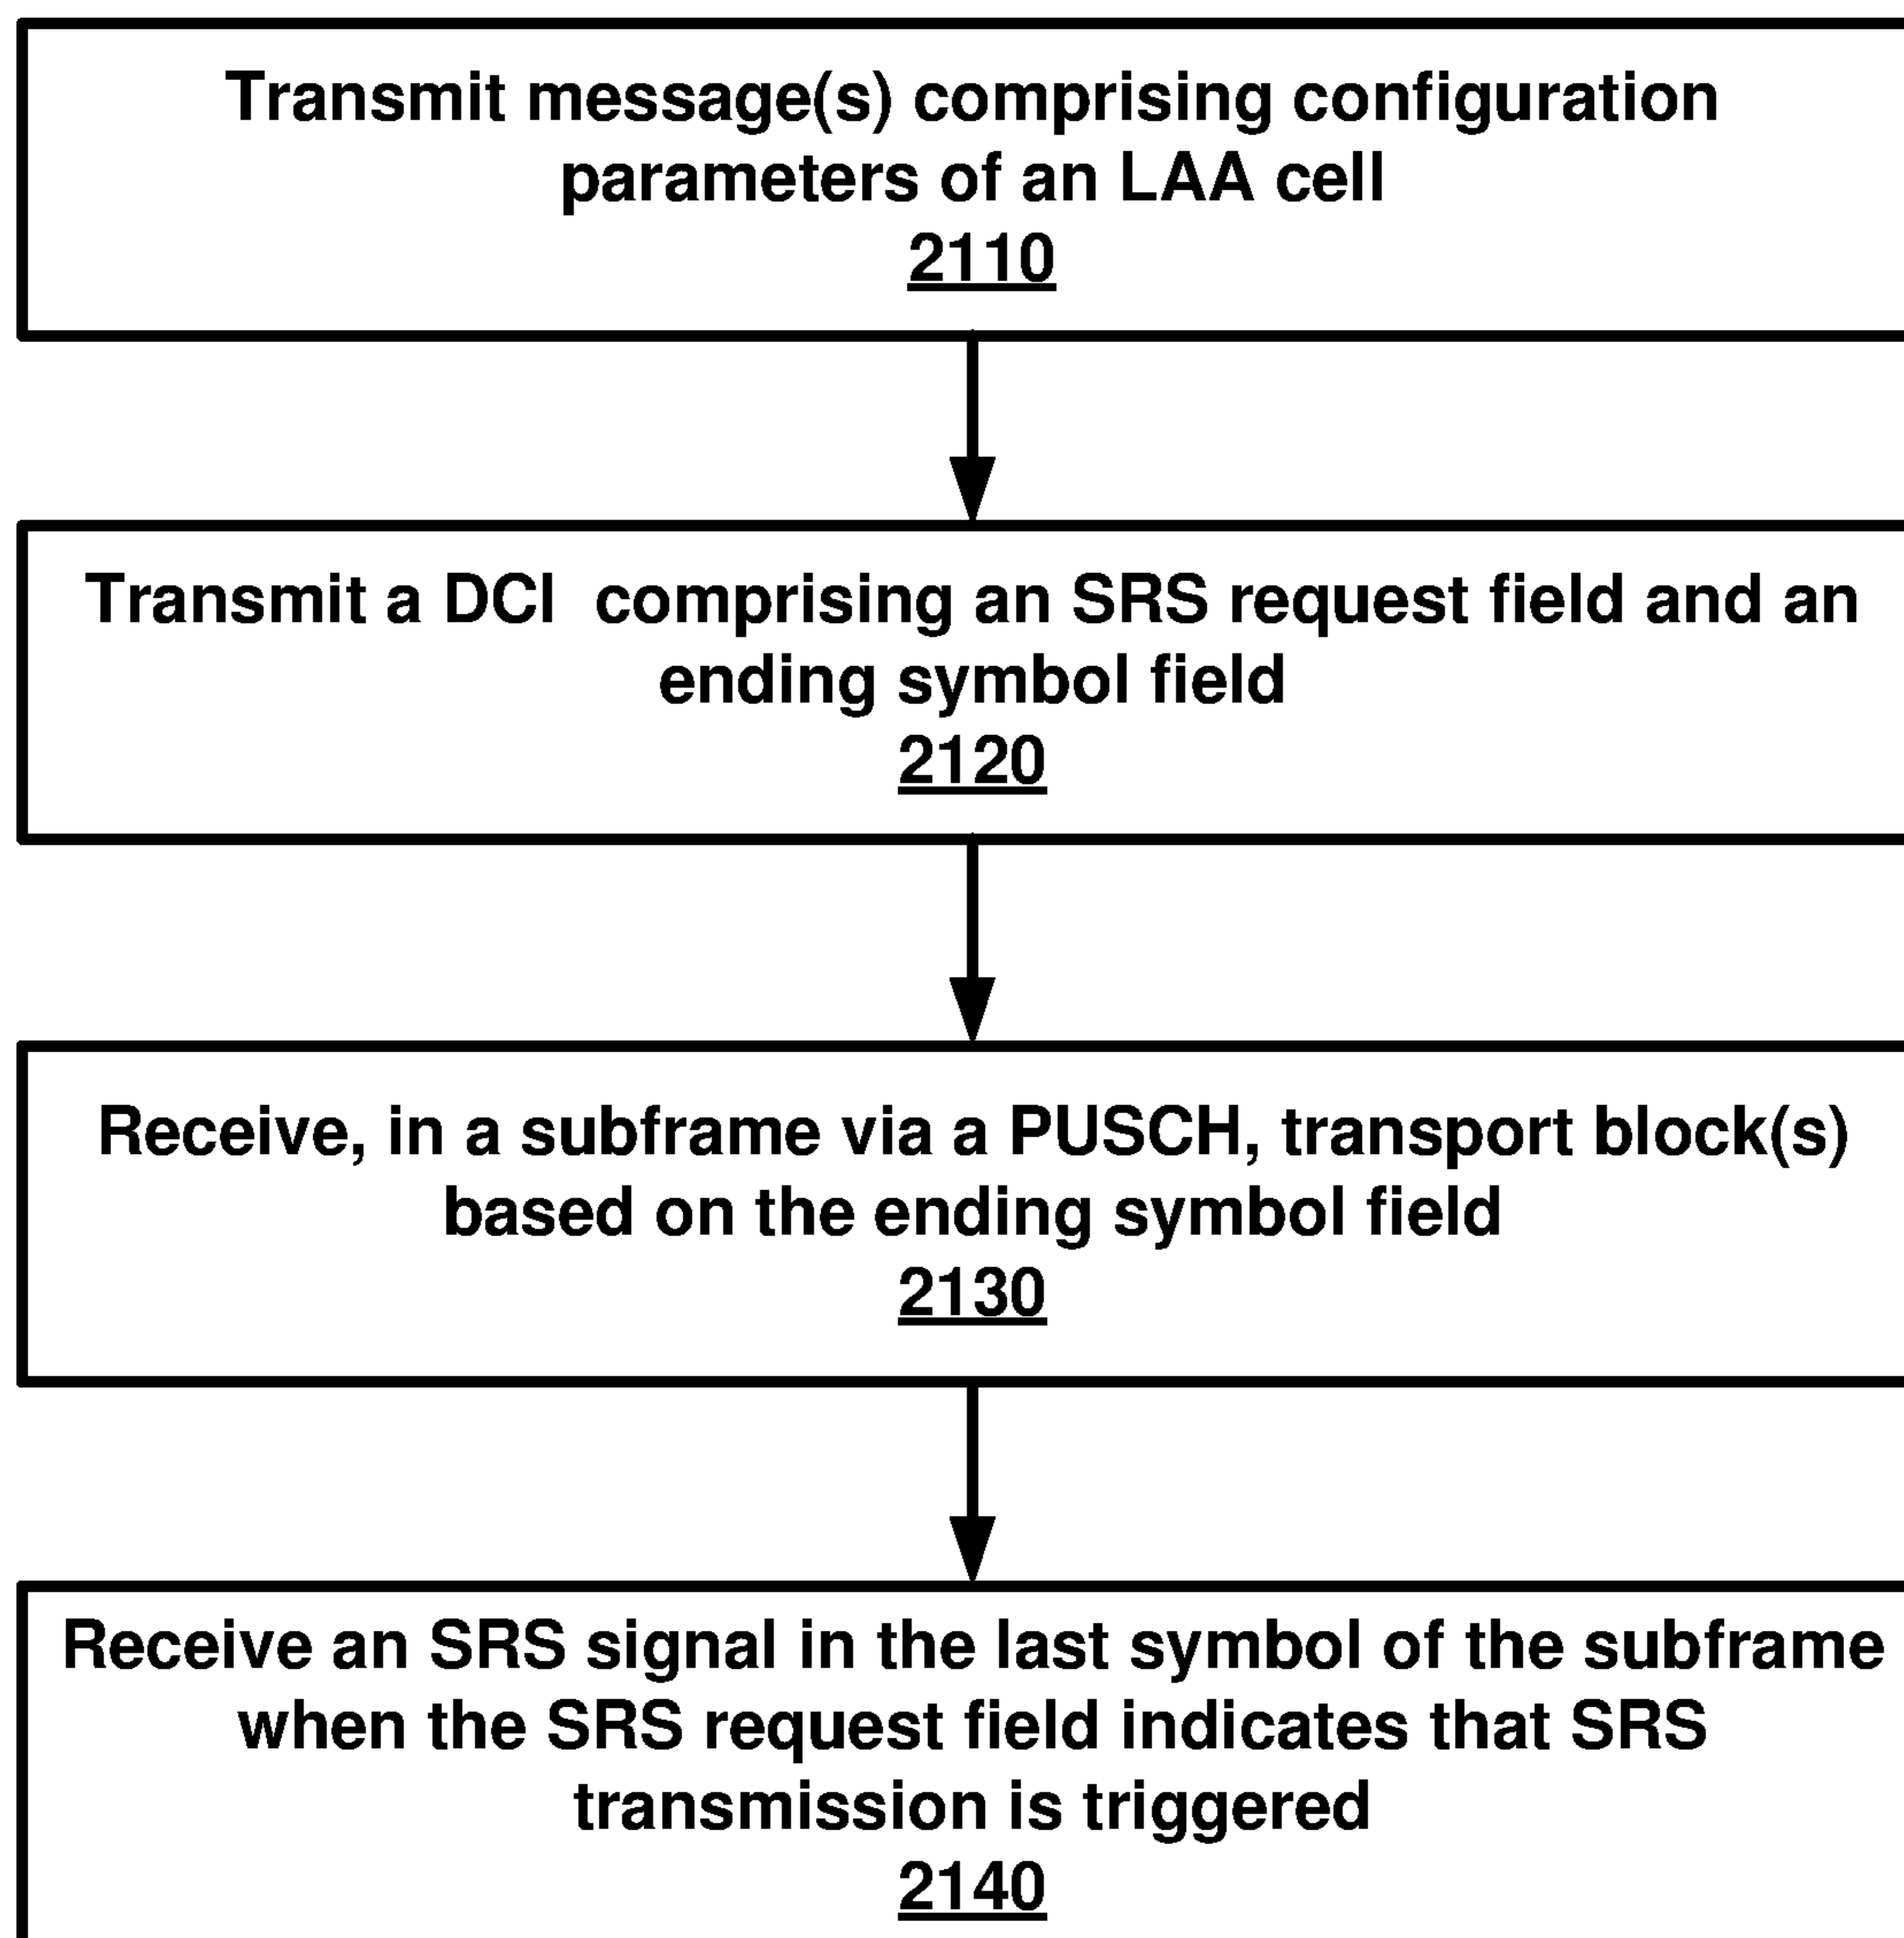 Transmit message(s) comprising configuration
parameters of an LAA cell
2110
Transmit a DCI  comprising an SRS request field and an
ending symbol field
2120
Receive, in a subframe via a PUSCH, transport block(s)
based on the ending symbol field
2130
Receive an SRS signal in the last symbol of the subframe
when the SRS request field indicates that SRS
transmission is triggered
2140